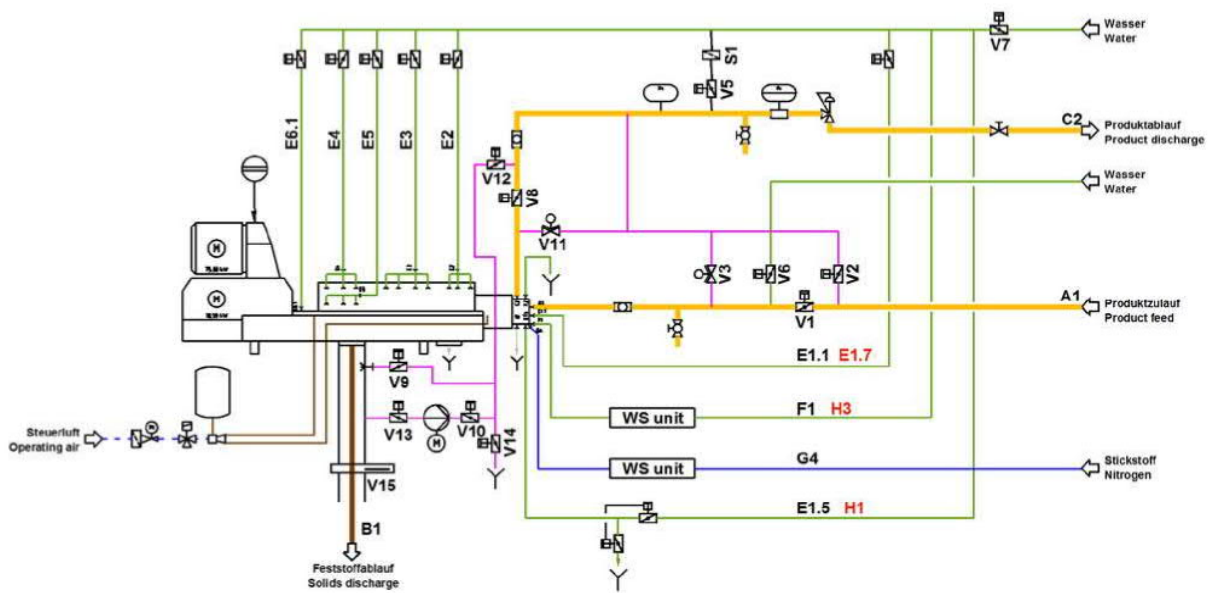 Wasser
Water
V7
S1
V5
C2
Produktablauf
Product discharge
E6.1
E4
E5
E3
E2
V12
V8
Wasser
Water
V11
V3
V6
V2
M
M
A1
Produktzulauf
Product feed
V1
E1.1 E1.7
V9
F1 H3
WS unit
Steuerluft
Operating air
V13
M
V10
V14
G4
WS unit
Stickstoff
Nitrogen
V15
E1.5 H1
B1
Feststoffablauf
Solids discharge